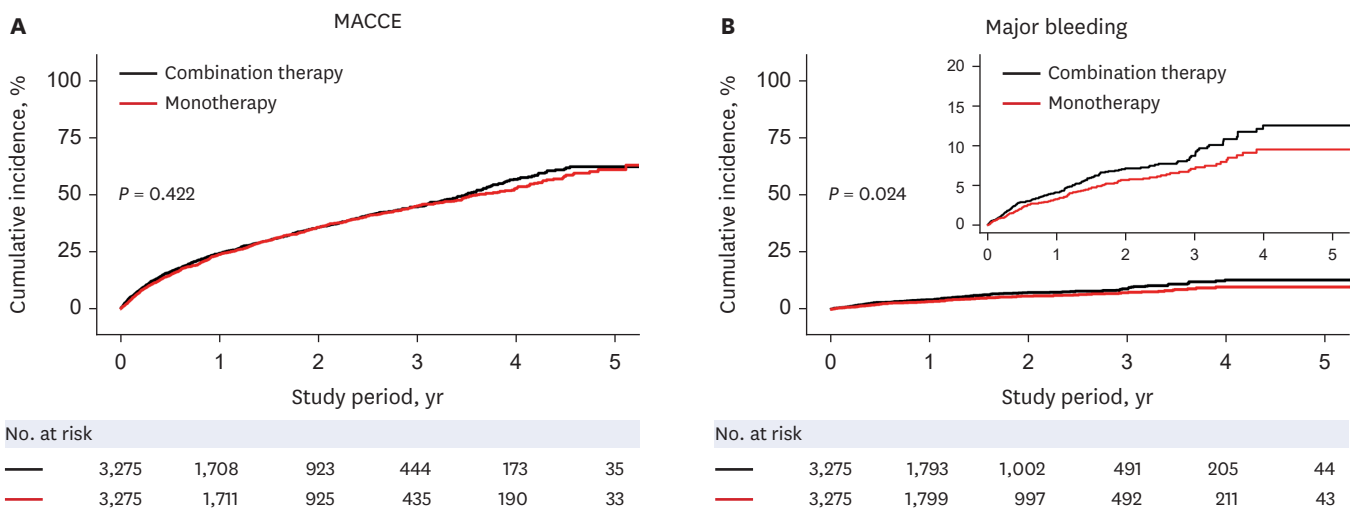 A
MACCE
Cumulative incidence, %
100
75
50
25
0
Combination therapy
Monotherapy
P = 0.422
0 1 2 3 4 5
Study period, yr
No. at risk
3,275 1,708 923 444 173 35
3,275 1,711 925 435 190 33
B
Major bleeding
Cumulative incidence, %
100
75
50
25
0
P = 0.024
20
15
10
5
0
Combination therapy
Monotherapy
0 1 2 3 4 5
0 1 2 3 4 5
Study period, yr
No. at risk
3,275 1,793 1,002 491 205 44
3,275 1,799 997 492 211 43